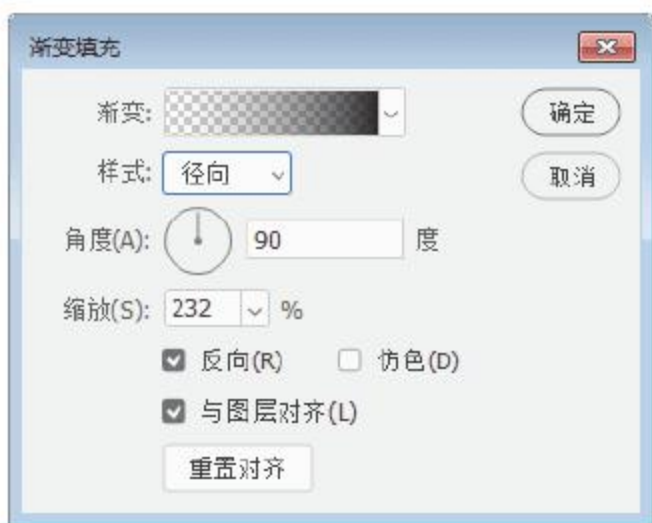 渐变填充
渐变:
确定
样式: 径向
取消
角度(A): 90 度
缩放(S): 232 %
反向(R) 仿色(D)
与图层对齐(L)
重置对齐